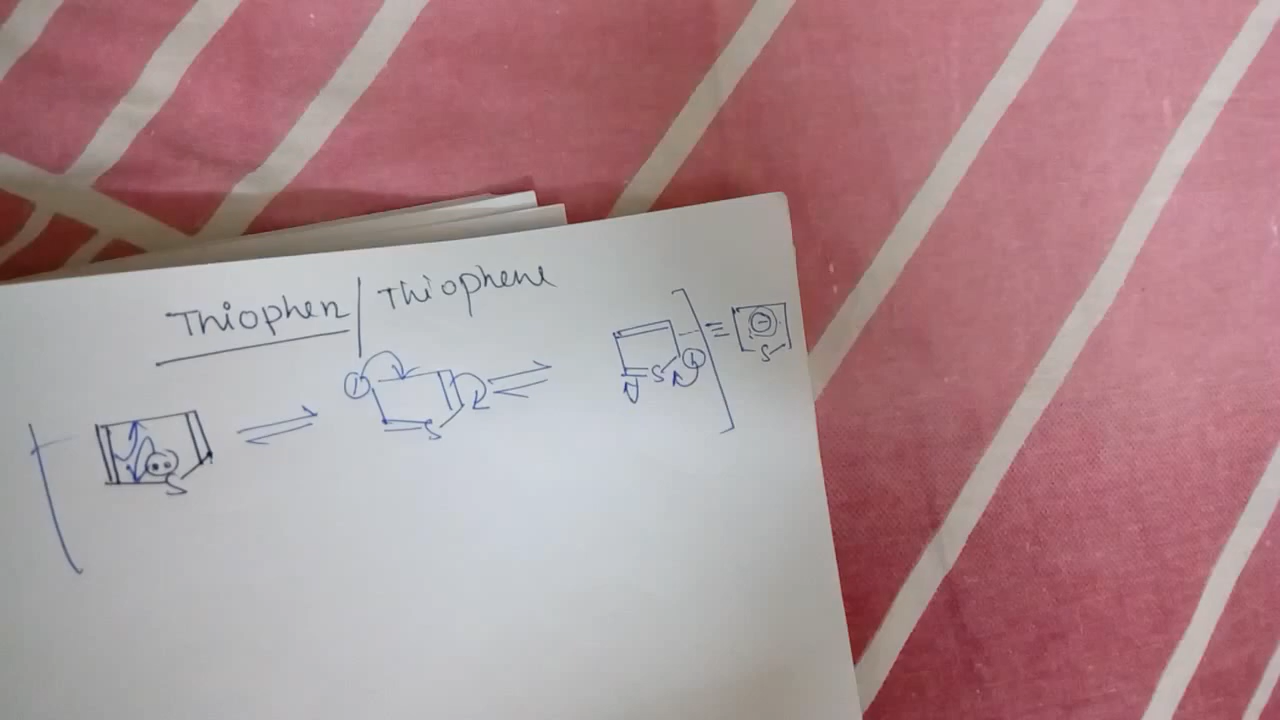 Thiophen / Thiophene
S ⇌ S ⇌ S ≡ S